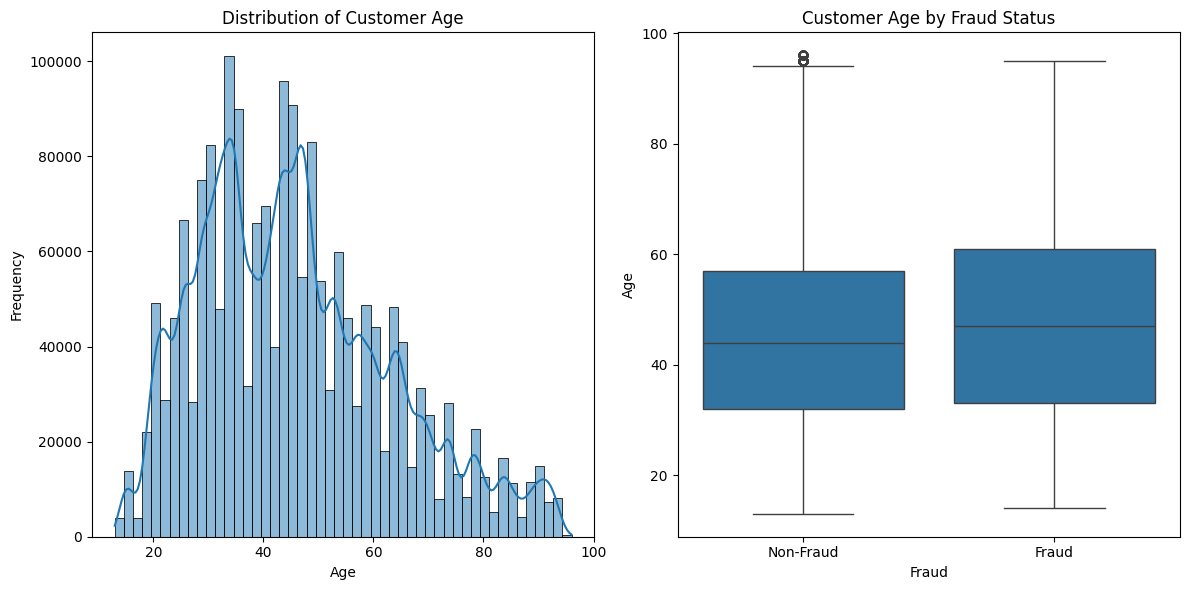 Distribution of Customer Age
100000
80000
60000
40000
20000
0
Frequency
20 40 60 80 100
Age
Customer Age by Fraud Status
100
80
60
40
20
Age
Non-Fraud Fraud
Fraud